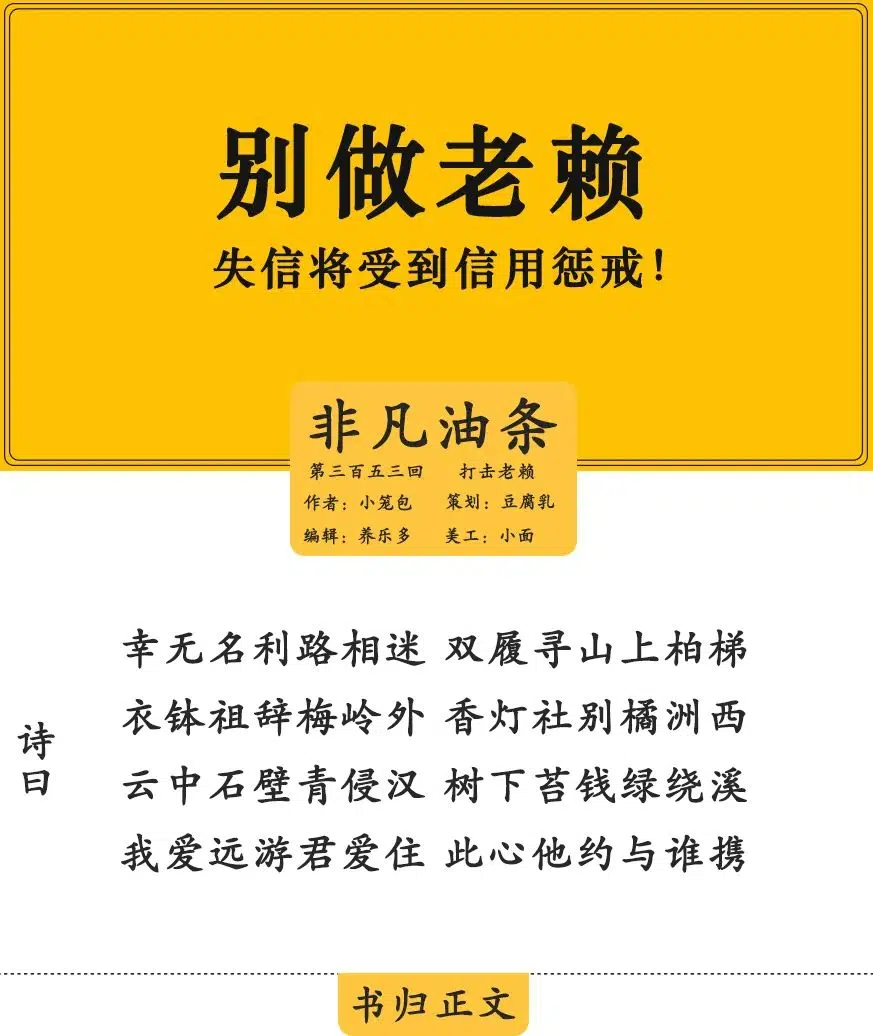 别做老赖
失信将受到信用惩戒!
非凡油条
第三百五三回 打击老赖
作者：小笼包 策划：豆腐乳
编辑：养乐多 美工：小面
诗曰
幸无名利路相迷 双履寻山上柏梯
衣钵祖辞梅岭外 香灯社别橘洲西
云中石壁青侵汉 树下苔钱绿绕溪
我爱远游君爱住 此心他约与谁携
书归正文